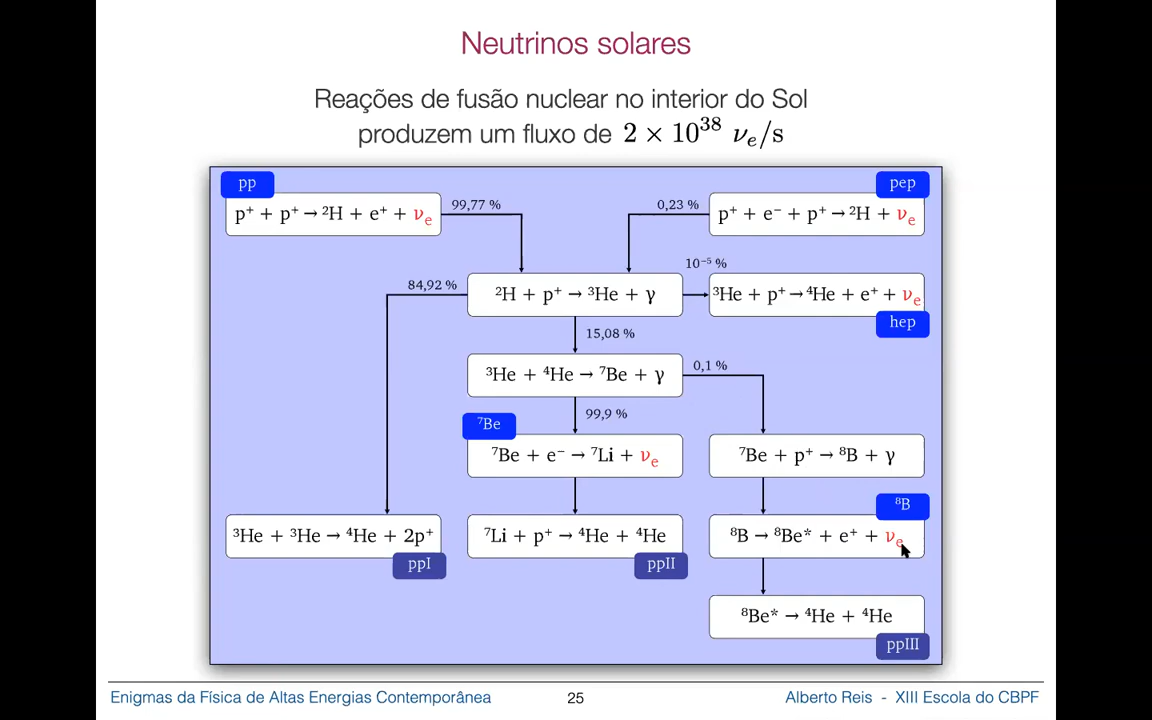 Neutrinos solares
Reações de fusão nuclear no interior do Sol
produzem um fluxo de 2 × 10³⁸ νₑ/s
pp
p⁺ + p⁺ → ²H + e⁺ + νₑ
99,77 %
0,23 %
pep
p⁺ + e⁻ + p⁺ → ²H + νₑ
84,92 %
²H + p⁺ → ³He + γ
10⁻⁵ %
³He + p⁺ → ⁴He + e⁺ + νₑ
hep
15,08 %
³He + ⁴He → ⁷Be + γ
0,1 %
99,9 %
⁷Be
⁷Be + e⁻ → ⁷Li + νₑ
⁷Be + p⁺ → ⁸B + γ
⁸B
³He + ³He → ⁴He + 2p⁺
ppI
⁷Li + p⁺ → ⁴He + ⁴He
ppII
⁸B → ⁸Be* + e⁺ + νₑ
⁸Be* → ⁴He + ⁴He
ppIII
Enigmas da Física de Altas Energias Contemporânea
25
Alberto Reis - XIII Escola do CBPF